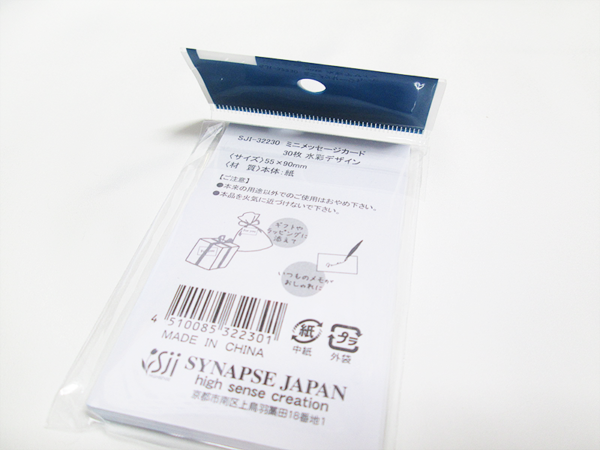 SJI-32230 ミニメッセージカード
30枚 水彩デザイン
〈サイズ〉55×90mm
〈材 質〉本体:紙
【ご注意】
●本来の用途以外でのご使用はおやめ下さい。
●本品を火気に近づけないで下さい。
ギフトや
ラッピングに
添えて
いつものメモが
おしゃれに
4 510085 322301
MADE IN CHINA
紙
中紙
プラ
外袋
sji
SYNAPSE JAPAN
high sense creation
京都市南区上鳥羽藁田18番地1